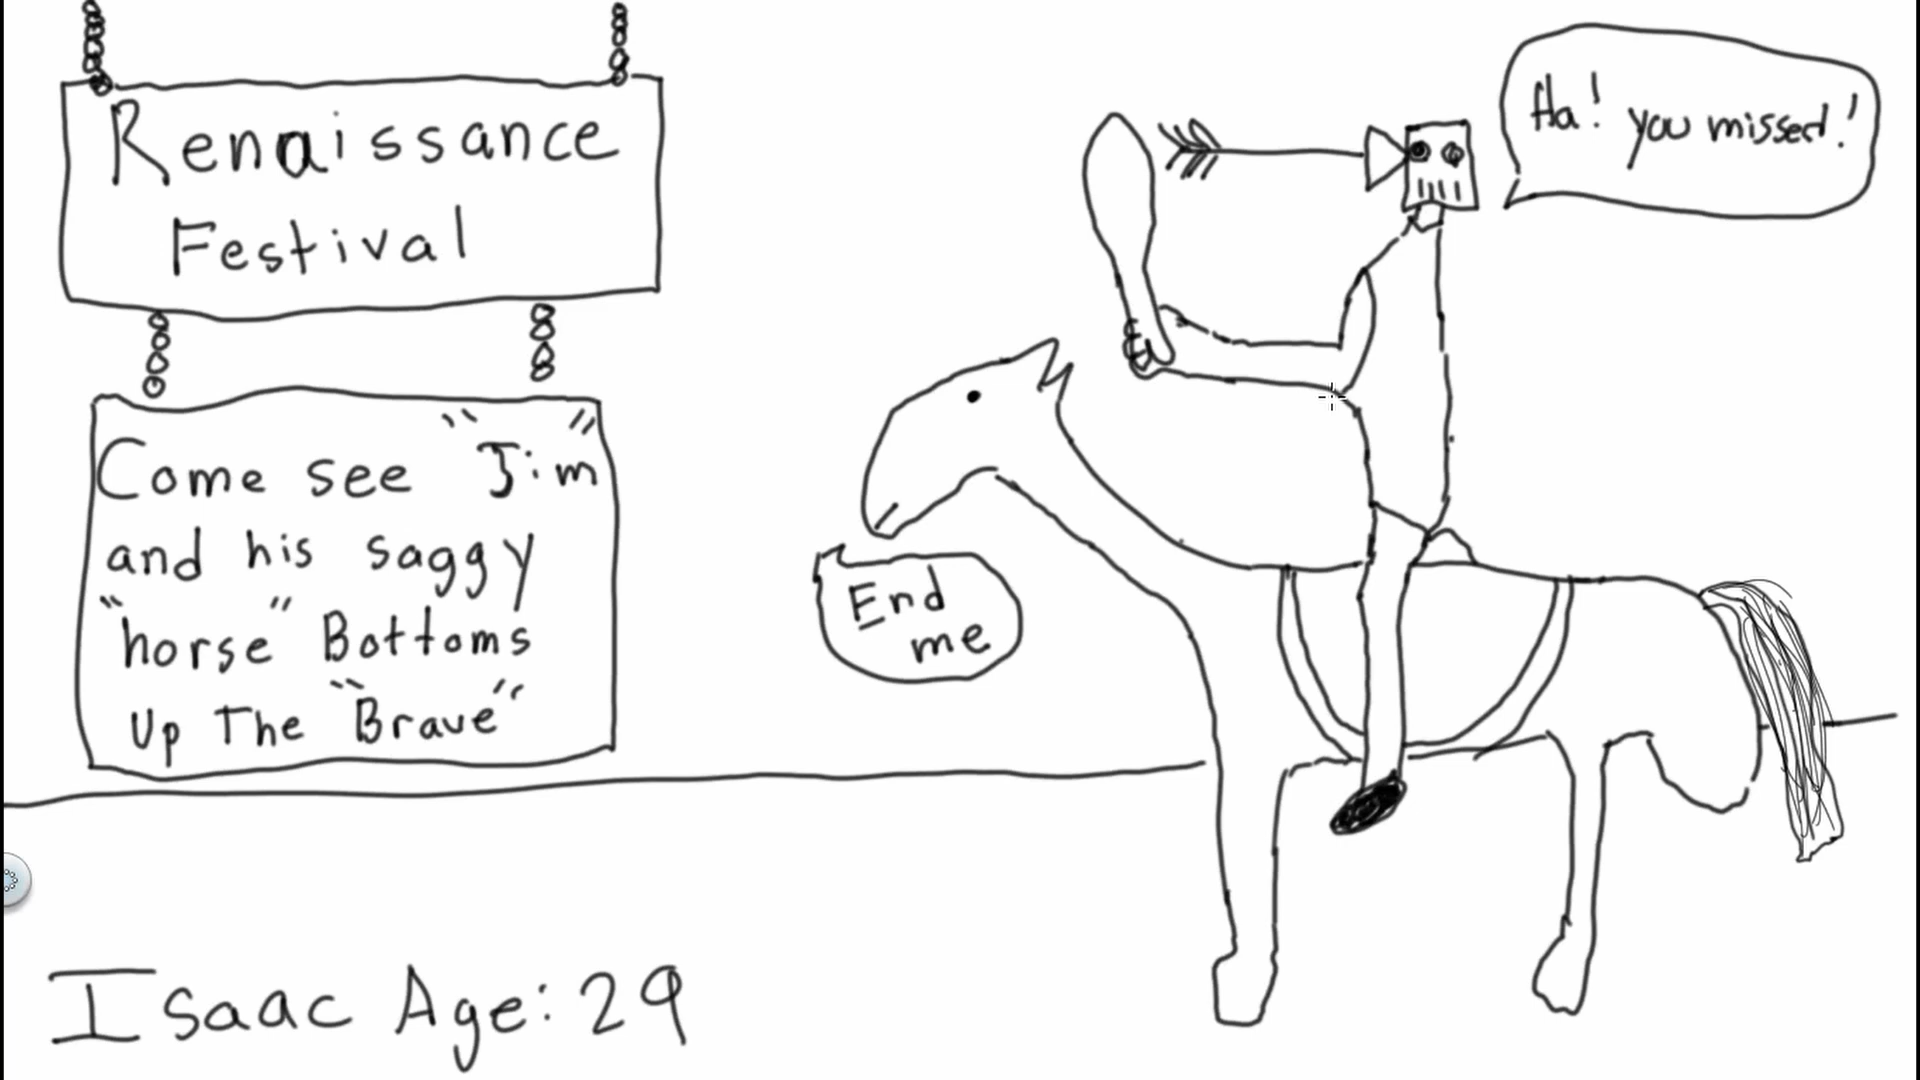 Renaissance
Festival
Come see "Jim"
and his saggy
"horse" Bottoms
Up The "Brave"
Ha! you missed!
End
me
Isaac Age: 29